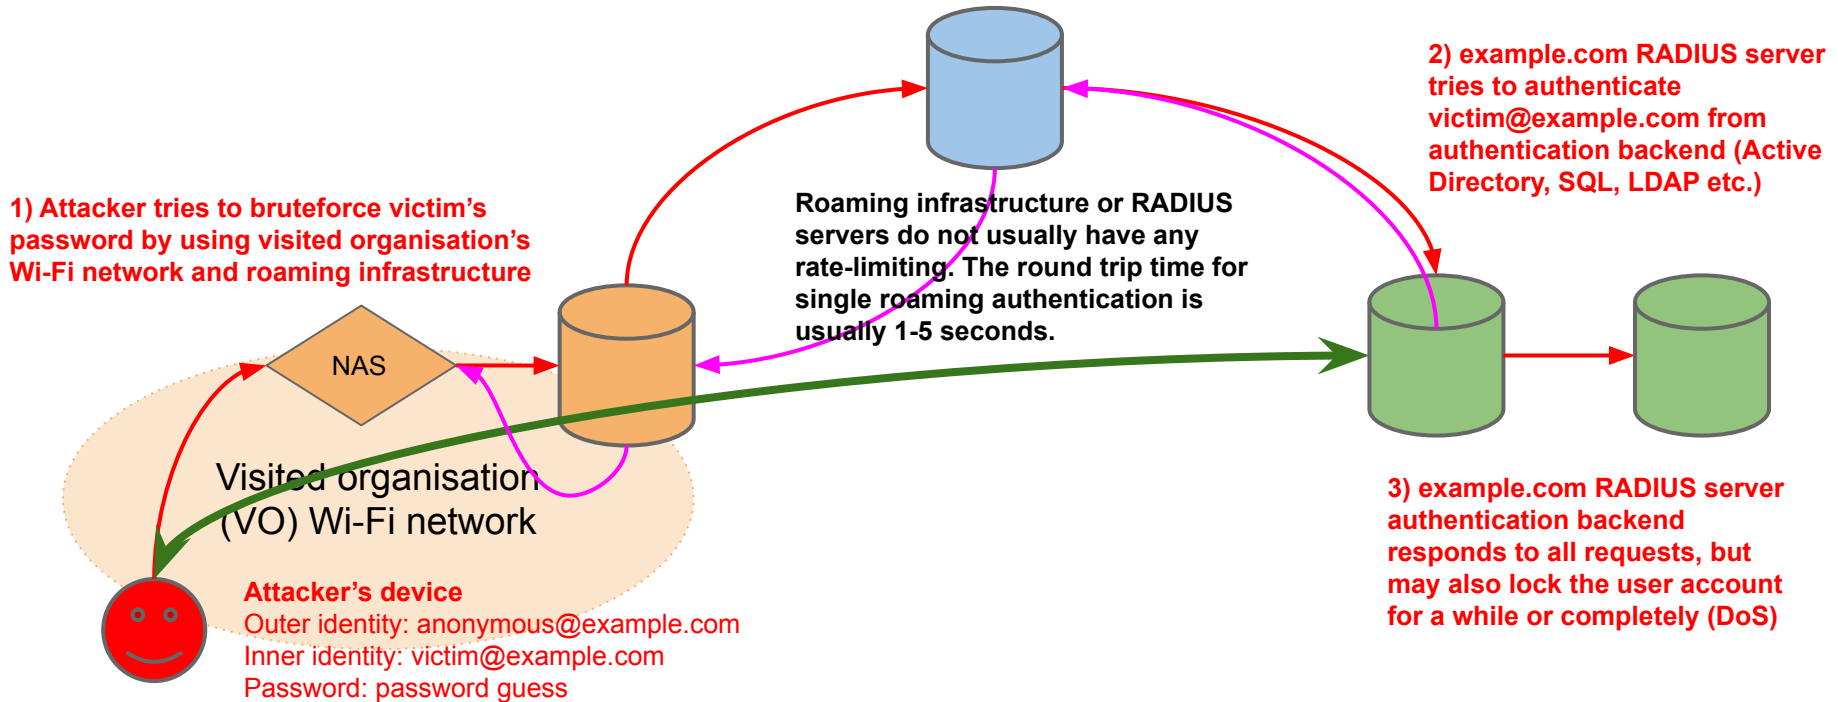 1) Attacker tries to bruteforce victim's
password by using visited organisation's
Wi-Fi network and roaming infrastructure
NAS
Visited organisation
(VO) Wi-Fi network
Attacker's device
Outer identity: anonymous@example.com
Inner identity: victim@example.com
Password: password guess
Roaming infrastructure or RADIUS
servers do not usually have any
rate-limiting. The round trip time for
single roaming authentication is
usually 1-5 seconds.
2) example.com RADIUS server
tries to authenticate
victim@example.com from
authentication backend (Active
Directory, SQL, LDAP etc.)
3) example.com RADIUS server
authentication backend
responds to all requests, but
may also lock the user account
for a while or completely (DoS)